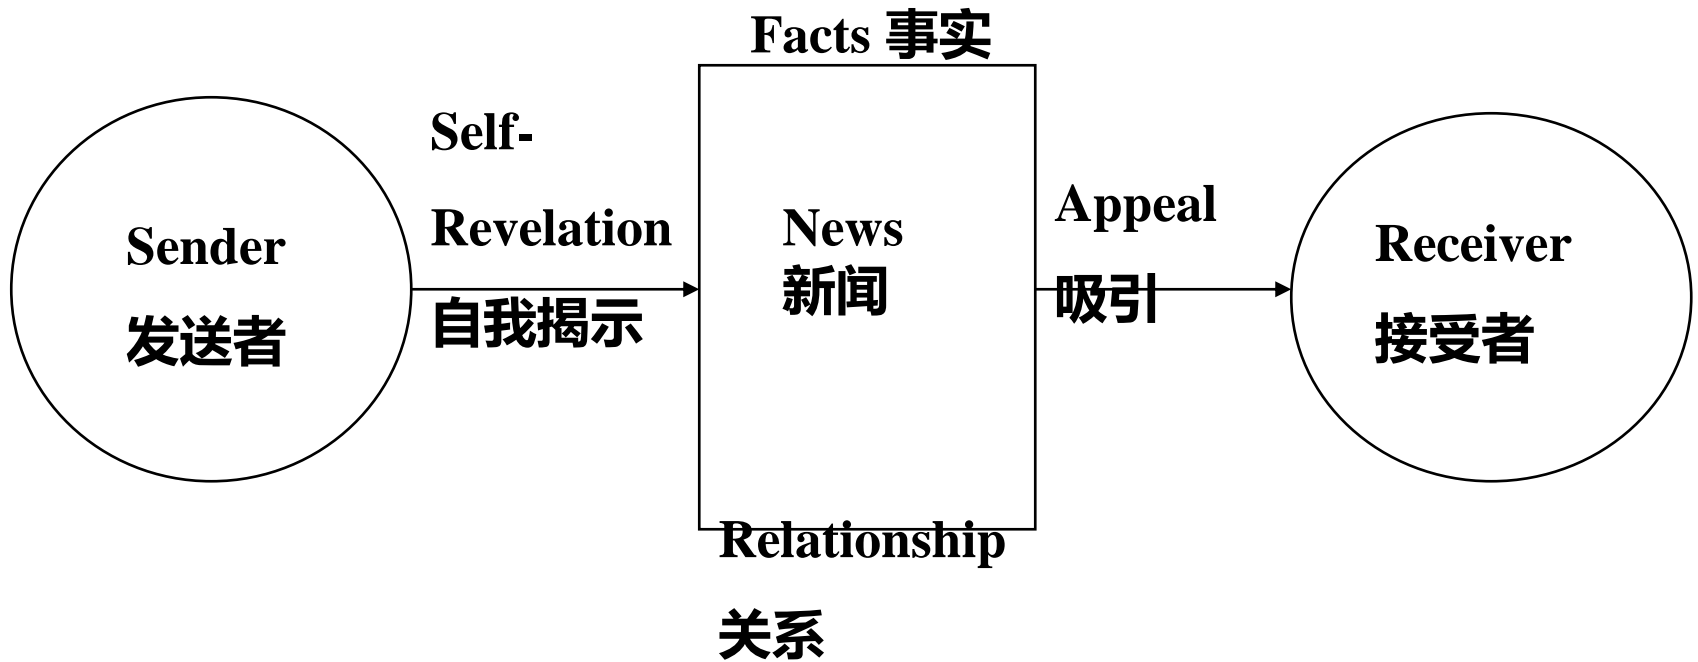 Facts 事实
Self-
Revelation
自我揭示
Sender
发送者
News
新闻
Appeal
吸引
Receiver
接受者
Relationship
关系